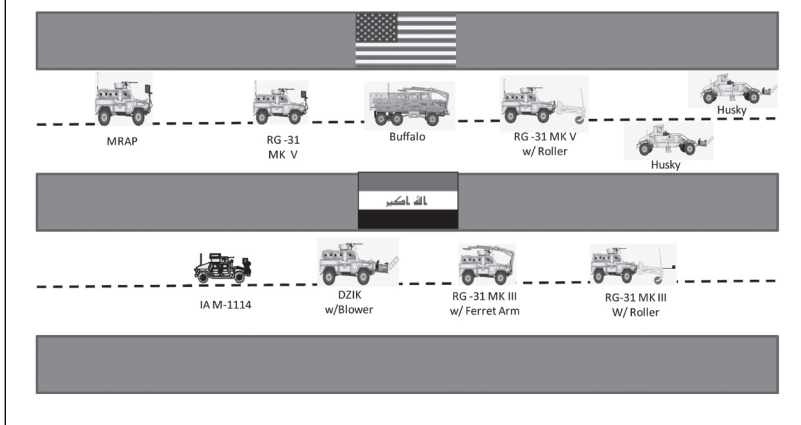 MRAP
RG -31
MK V
Buffalo
RG -31 MK V
w/ Roller
Husky
Husky
الله اكبر
IA M-1114
DZIK
w/Blower
RG -31 MK III
w/ Ferret Arm
RG-31 MK III
W/ Roller